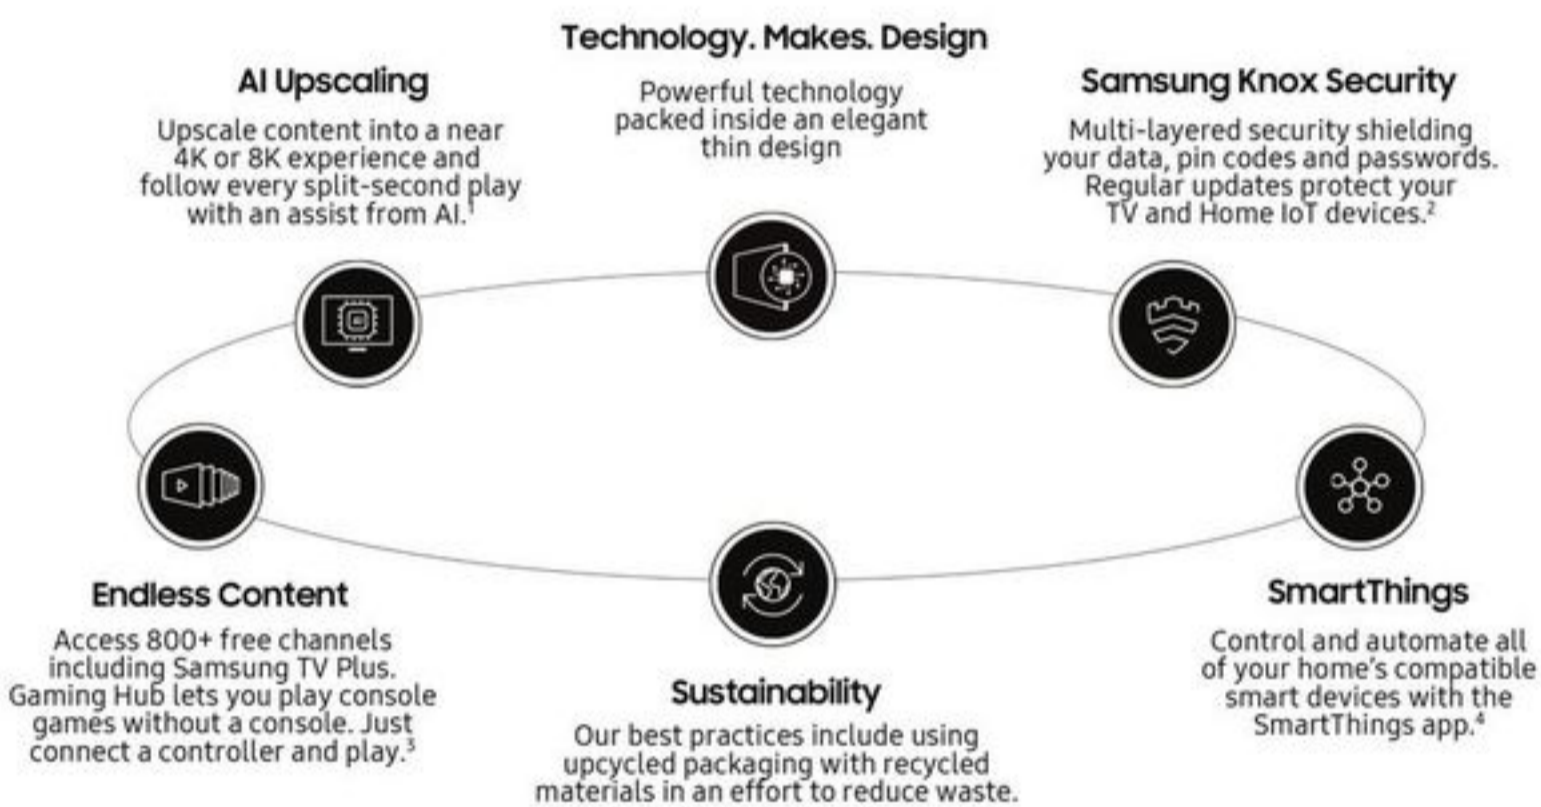 Technology. Makes. Design
Powerful technology
packed inside an elegant
thin design
AI Upscaling
Upscale content into a near
4K or 8K experience and
follow every split-second play
with an assist from AI.¹
Samsung Knox Security
Multi-layered security shielding
your data, pin codes and passwords.
Regular updates protect your
TV and Home IoT devices.²
AI
Endless Content
Access 800+ free channels
including Samsung TV Plus.
Gaming Hub lets you play console
games without a console. Just
connect a controller and play.³
Sustainability
Our best practices include using
upcycled packaging with recycled
materials in an effort to reduce waste.
SmartThings
Control and automate all
of your home's compatible
smart devices with the
SmartThings app.⁴